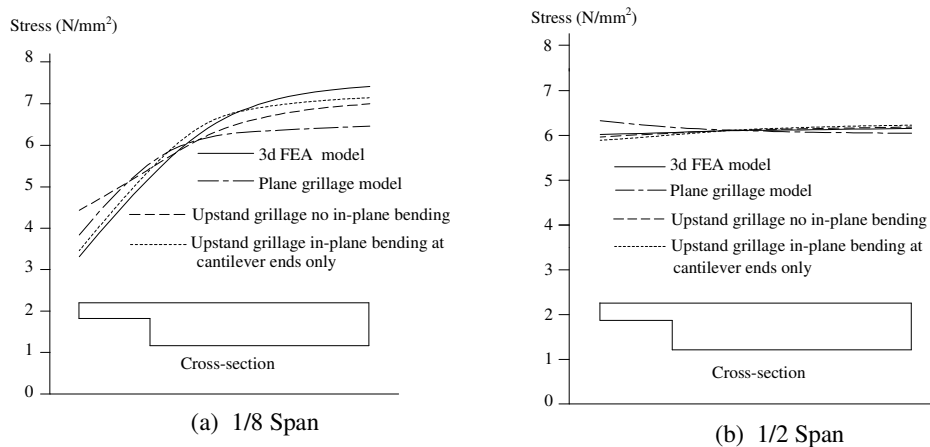 Stress (N/mm²)
8
7
6
5
4
3
2
1
0
3d FEA model
Plane grillage model
Upstand grillage no in-plane bending
Upstand grillage in-plane bending at
cantilever ends only
Cross-section
(a) 1/8 Span
Stress (N/mm²)
8
7
6
5
4
3
2
1
0
3d FEA model
Plane grillage model
Upstand grillage no in-plane bending
Upstand grillage in-plane bending at
cantilever ends only
Cross-section
(b) 1/2 Span